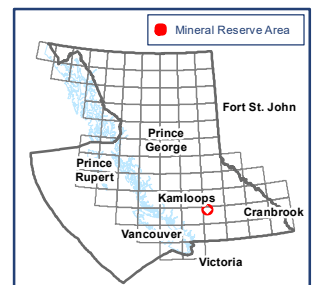 Mineral Reserve Area
Fort St. John
Prince
George
Prince
Rupert
Kamloops
Cranbrook
Vancouver
Victoria